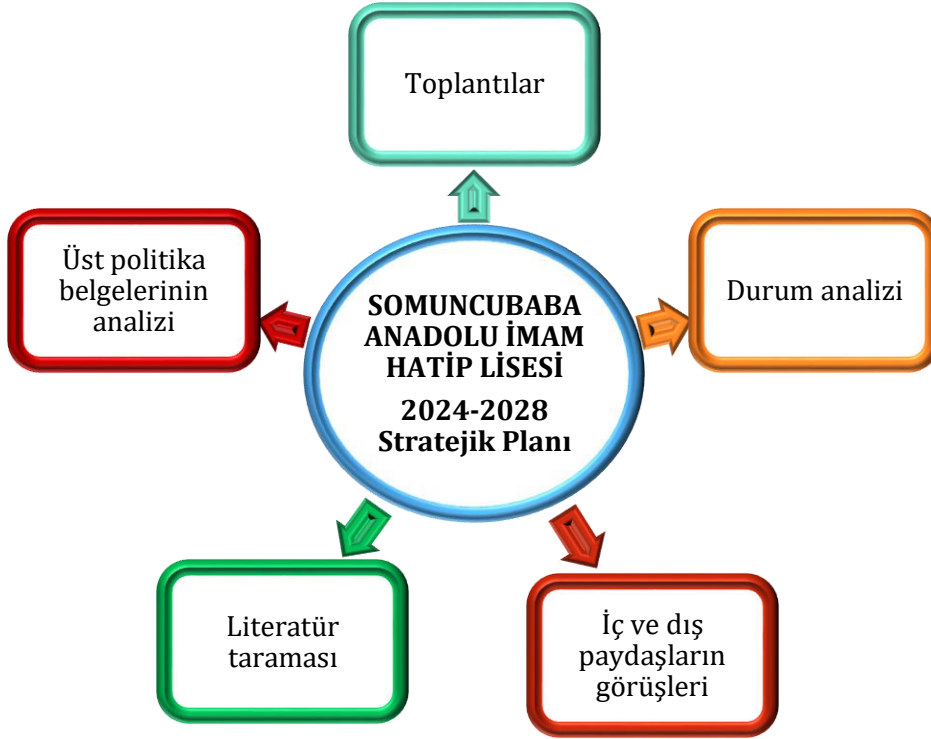 Toplantılar
Üst politika
belgelerinin
analizi
SOMUNCUBABA
ANADOLU İMAM
HATİP LİSESİ
2024-2028
Stratejik Planı
Durum analizi
Literatür
taraması
İç ve dış
paydaşların
görüşleri